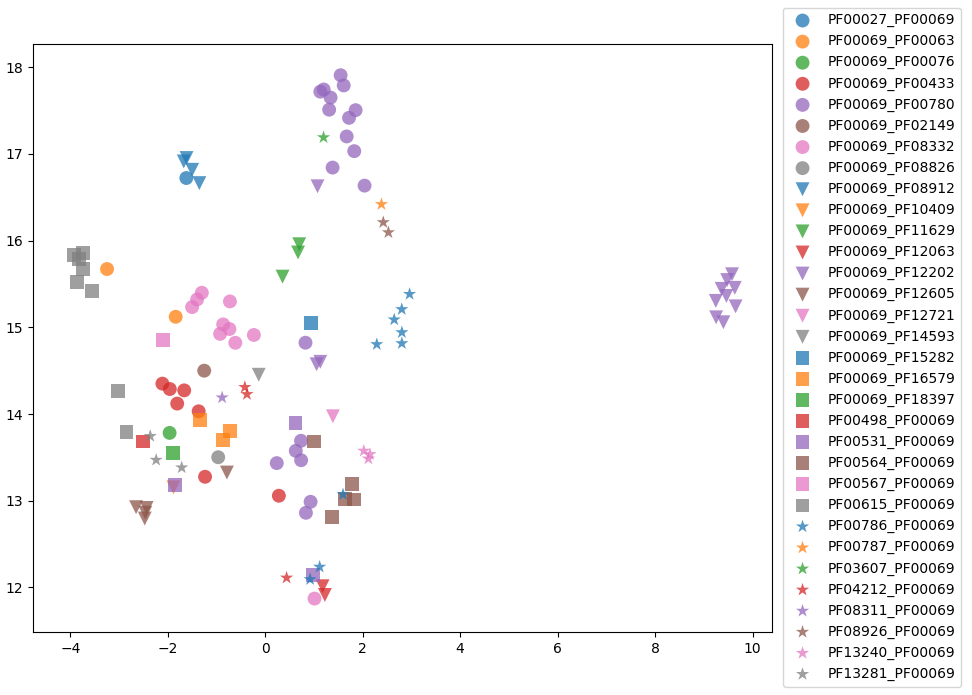 PF00027_PF00069
PF00069_PF00063
PF00069_PF00076
PF00069_PF00433
PF00069_PF00780
PF00069_PF02149
PF00069_PF08332
PF00069_PF08826
PF00069_PF08912
PF00069_PF10409
PF00069_PF11629
PF00069_PF12063
PF00069_PF12202
PF00069_PF12605
PF00069_PF12721
PF00069_PF14593
PF00069_PF15282
PF00069_PF16579
PF00069_PF18397
PF00498_PF00069
PF00531_PF00069
PF00564_PF00069
PF00567_PF00069
PF00615_PF00069
PF00786_PF00069
PF00787_PF00069
PF03607_PF00069
PF04212_PF00069
PF08311_PF00069
PF08926_PF00069
PF13240_PF00069
PF13281_PF00069
18
17
16
15
14
13
12
−4 −2 0 2 4 6 8 10